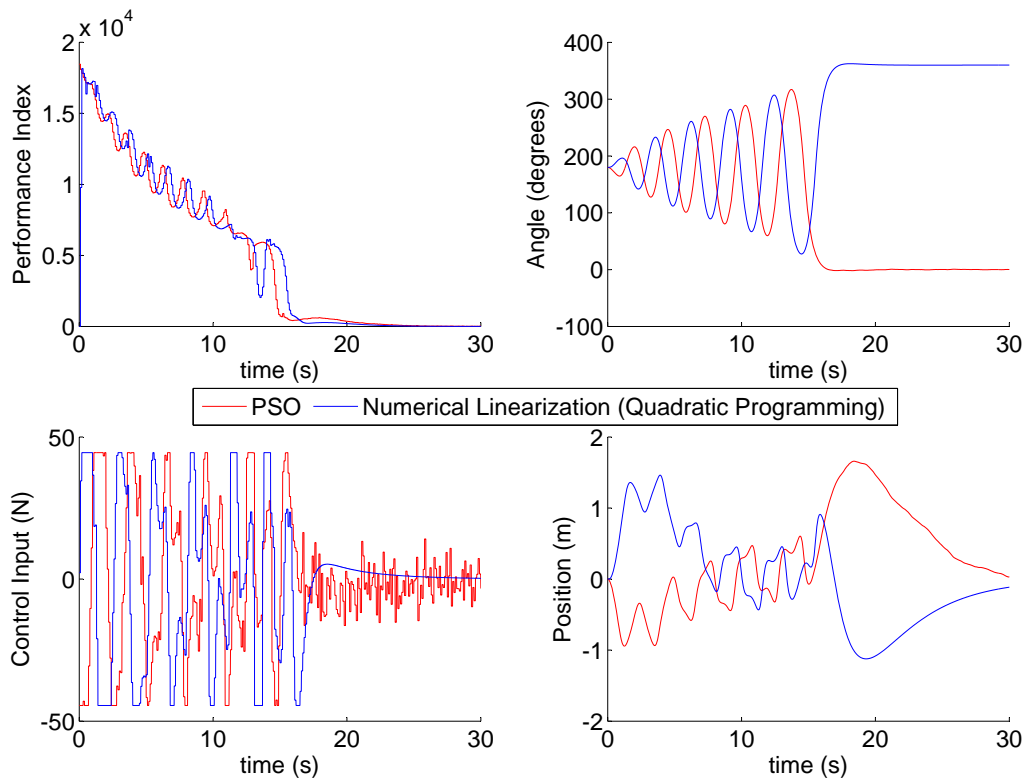 x 10^4
2
1.5
1
0.5
0
0 10 20 30
time (s)
Performance Index
400
300
200
100
0
-100
0 10 20 30
time (s)
Angle (degrees)
PSO Numerical Linearization (Quadratic Programming)
50
0
-50
0 10 20 30
time (s)
Control Input (N)
2
1
0
-1
-2
0 10 20 30
time (s)
Position (m)